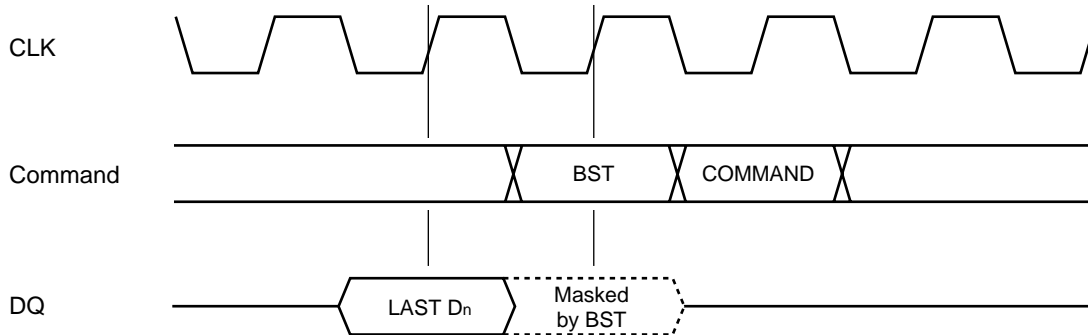 CLK
Command
BST
COMMAND
DQ
LAST Dn
Masked
by BST